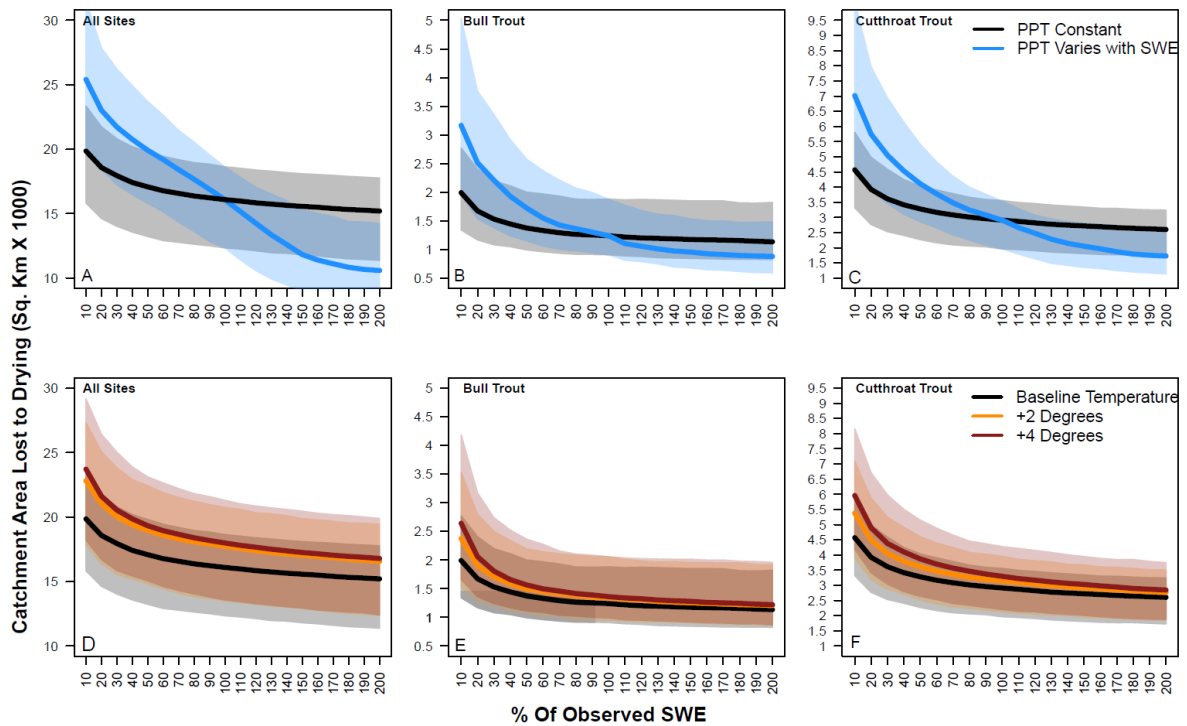 Catchment Area Lost to Drying (Sq. Km X 1000)
All Sites
30
25
20
15
10
A
10 20 30 40 50 60 70 80 90 100 110 120 130 140 150 160 170 180 190 200
Bull Trout
5
4.5
4
3.5
3
2.5
2
1.5
1
0.5
B
10 20 30 40 50 60 70 80 90 100 110 120 130 140 150 160 170 180 190 200
Cutthroat Trout
PPT Constant
PPT Varies with SWE
9.5
9
8.5
8
7.5
7
6.5
6
5.5
5
4.5
4
3.5
3
2.5
2
1.5
1
C
10 20 30 40 50 60 70 80 90 100 110 120 130 140 150 160 170 180 190 200
All Sites
30
25
20
15
10
D
10 20 30 40 50 60 70 80 90 100 110 120 130 140 150 160 170 180 190 200
Bull Trout
5
4.5
4
3.5
3
2.5
2
1.5
1
0.5
E
10 20 30 40 50 60 70 80 90 100 110 120 130 140 150 160 170 180 190 200
Cutthroat Trout
Baseline Temperature
+2 Degrees
+4 Degrees
9.5
9
8.5
8
7.5
7
6.5
6
5.5
5
4.5
4
3.5
3
2.5
2
1.5
1
F
10 20 30 40 50 60 70 80 90 100 110 120 130 140 150 160 170 180 190 200
% Of Observed SWE